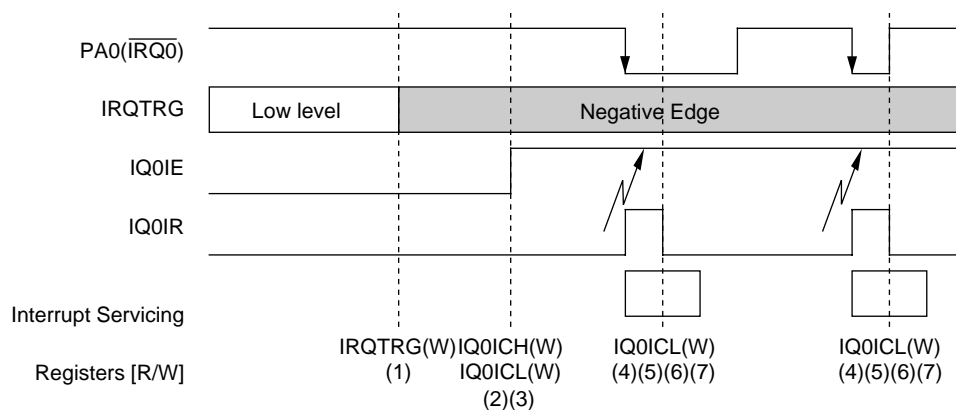 PA0(IRQ0)
IRQTRG
Low level
Negative Edge
IQ0IE
IQ0IR
Interrupt Servicing
Registers [R/W]
IRQTRG(W)
(1)
IQ0ICH(W)
IQ0ICL(W)
(2)(3)
IQ0ICL(W)
(4)(5)(6)(7)
IQ0ICL(W)
(4)(5)(6)(7)